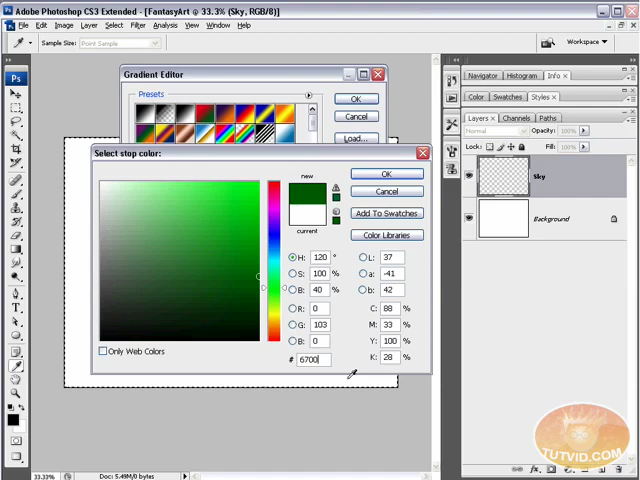 Adobe Photoshop CS3 Extended - [FantasyArt @ 33.3% (Sky, RGB/8)]
File Edit Image Layer Select Filter Analysis View Window Help
Sample Size: Point Sample
Workspace
Ps
Gradient Editor
Presets
OK
Cancel
Load...
Select stop color:
new
current
OK
Cancel
Add To Swatches
Color Libraries
H: 120 °
S: 100 %
B: 40 %
R: 0
G: 103
B: 0
# 6700
L: 37
a: -41
b: 42
C: 88 %
M: 33 %
Y: 100 %
K: 28 %
Only Web Colors
Navigator Histogram Info x
Color Swatches Styles x
Layers x Channels Paths
Normal Opacity: 100%
Lock: Fill: 100%
Sky
Background
33.33% Doc: 5.49M/0 bytes
TUTVID.COM